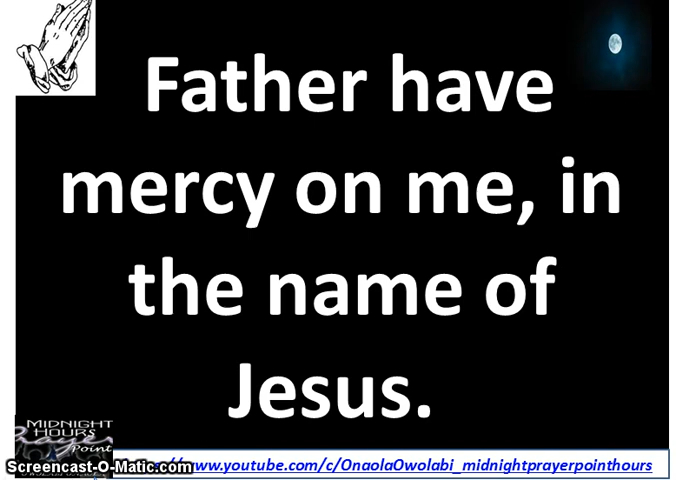 Father have
mercy on me, in
the name of
Jesus.
MIDNIGHT
HOURS
Prayer
Point
Screencast-O-Matic.com
//www.youtube.com/c/OnaolaOwolabi_midnightprayerpointhours